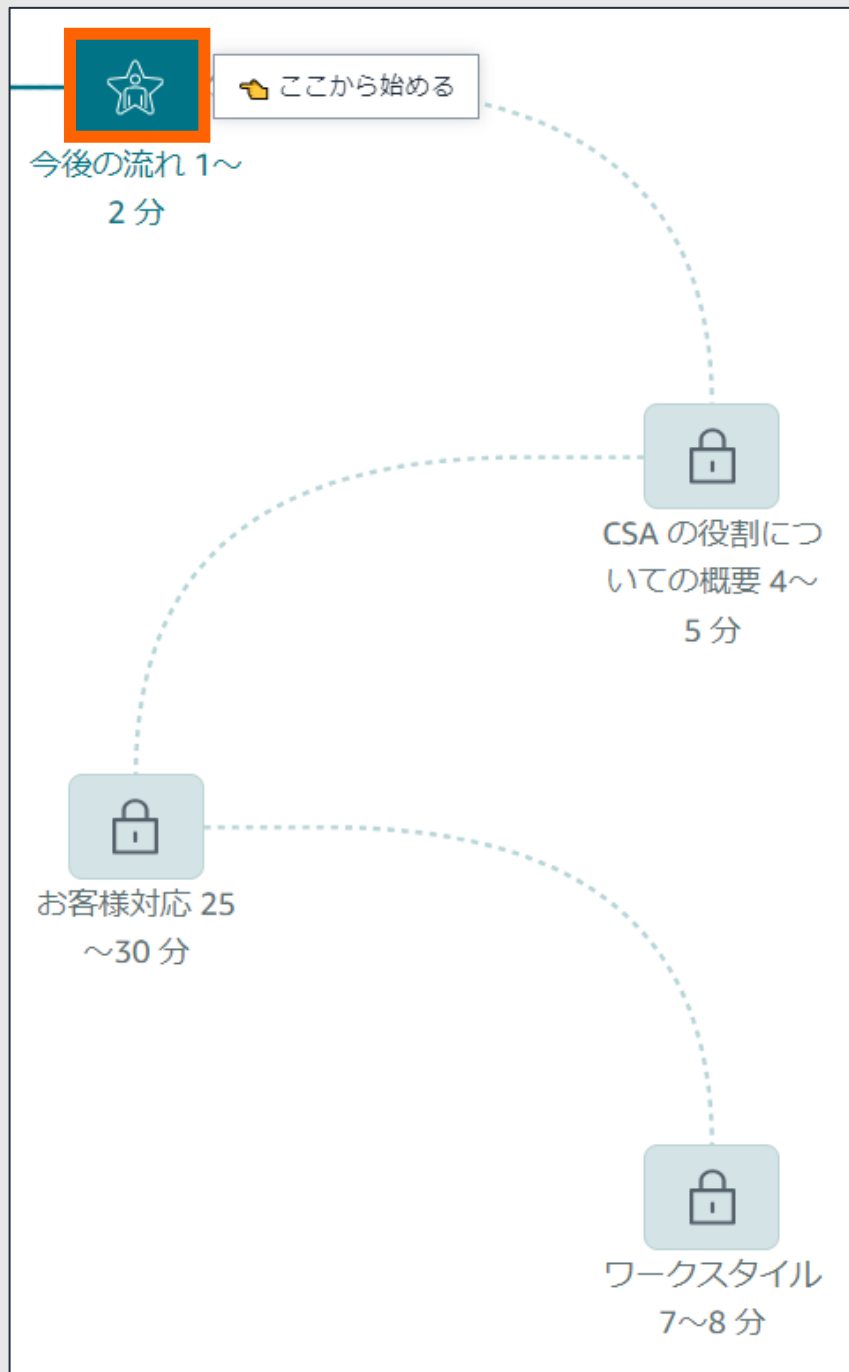 👈 ここから始める
今後の流れ 1～
2 分
CSA の役割につ
いての概要 4～
5 分
お客様対応 25
～30 分
ワークスタイル
7～8 分